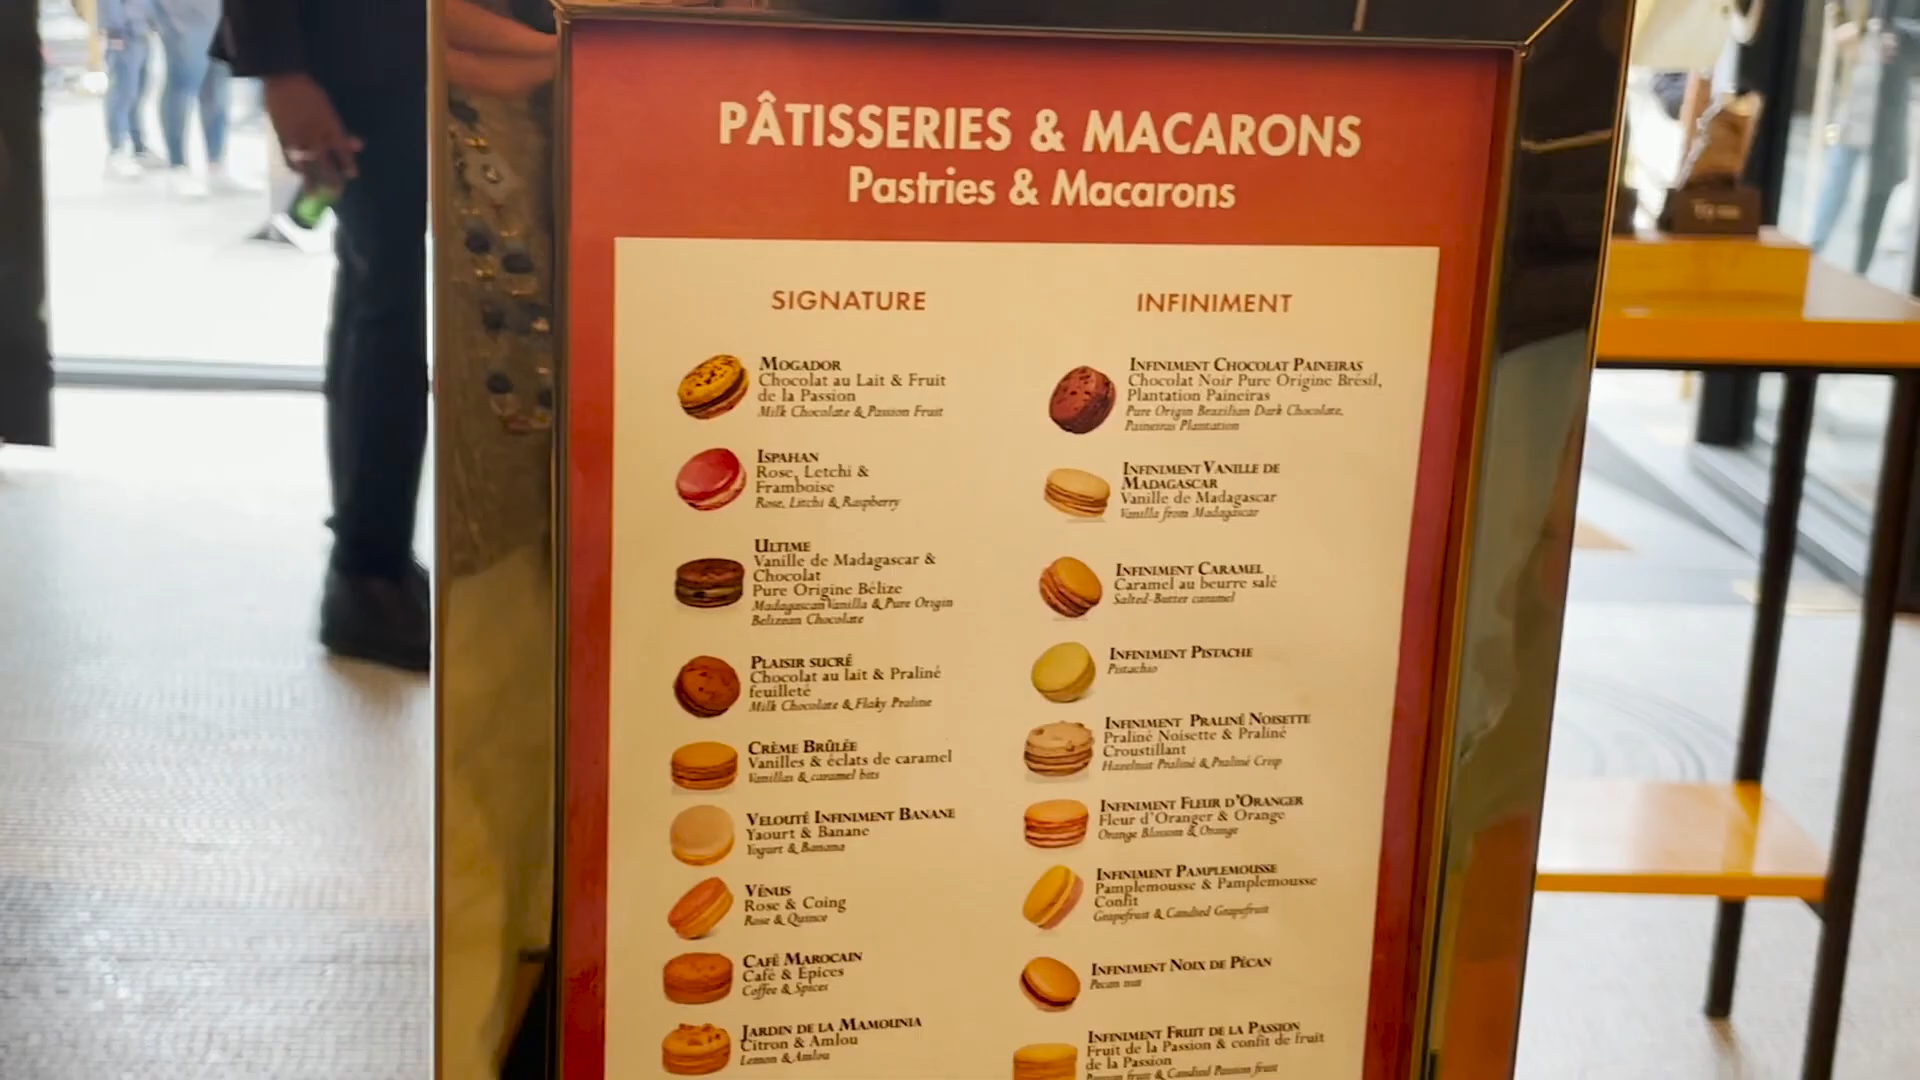 PÂTISSERIES & MACARONS
Pastries & Macarons
SIGNATURE
MOGADOR
Chocolat au Lait & Fruit
de la Passion
Milk Chocolate & Passion Fruit
ISPAHAN
Rose, Letchi &
Framboise
Rose, Litchi & Raspberry
ULTIME
Vanille de Madagascar &
Chocolat
Pure Origine Bélize
Madagascan Vanilla & Pure Origin
Belizean Chocolate
PLAISIR SUCRÉ
Chocolat au lait & Praliné
feuilleté
Milk Chocolate & Flaky Praline
CRÈME BRÛLÉE
Vanilles & éclats de caramel
Vanillas & caramel bits
VELOUTÉ INFINIMENT BANANE
Yaourt & Banane
Yogurt & Banana
VÉNUS
Rose & Coing
Rose & Quince
CAFÉ MAROCAIN
Café & Epices
Coffee & Spices
JARDIN DE LA MAMOUNIA
Citron & Amlou
Lemon & Amlou
INFINIMENT
INFINIMENT CHOCOLAT PAINEIRAS
Chocolat Noir Pure Origine Brésil,
Plantation Paineiras
Pure Origin Brazilian Dark Chocolate,
Paineiras Plantation
INFINIMENT VANILLE DE
MADAGASCAR
Vanille de Madagascar
Vanilla from Madagascar
INFINIMENT CARAMEL
Caramel au beurre salé
Salted-Butter caramel
INFINIMENT PISTACHE
Pistachio
INFINIMENT PRALINÉ NOISETTE
Praliné Noisette & Praliné
Croustillant
Hazelnut Praliné & Praliné Crisp
INFINIMENT FLEUR D'ORANGER
Fleur d'Oranger & Orange
Orange Blossom & Orange
INFINIMENT PAMPLEMOUSSE
Pamplemousse & Pamplemousse
Confit
Grapefruit & Candied Grapefruit
INFINIMENT NOIX DE PÉCAN
Pecan nut
INFINIMENT FRUIT DE LA PASSION
Fruit de la Passion & confit de fruit
de la Passion
Passion fruit & Candied Passion fruit